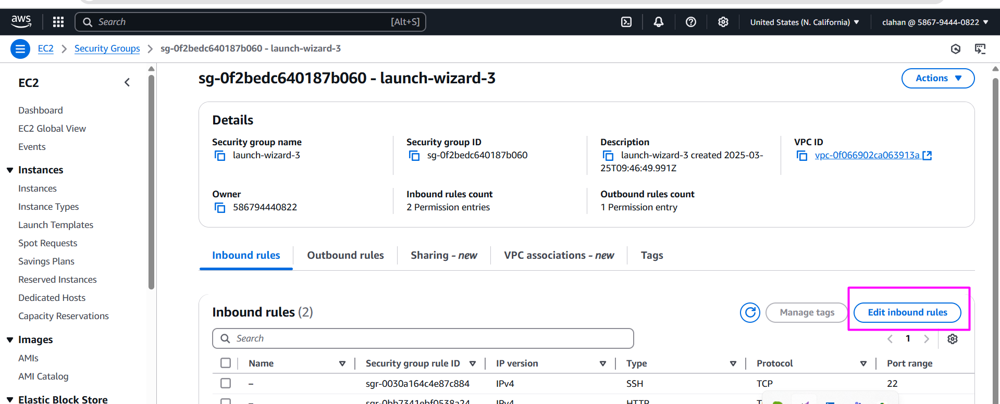 aws
Search
[Alt+S]
United States (N. California)
clahan @ 5867-9444-0822
EC2
Security Groups
sg-0f2bedc640187b060 - launch-wizard-3
EC2
Dashboard
EC2 Global View
Events
Instances
Instances
Instance Types
Launch Templates
Spot Requests
Savings Plans
Reserved Instances
Dedicated Hosts
Capacity Reservations
Images
AMIs
AMI Catalog
Elastic Block Store
sg-0f2bedc640187b060 - launch-wizard-3
Actions
Details
Security group name
launch-wizard-3
Security group ID
sg-0f2bedc640187b060
Description
launch-wizard-3 created 2025-03-
25T09:46:49.991Z
VPC ID
vpc-0f066902ca063913a
Owner
586794440822
Inbound rules count
2 Permission entries
Outbound rules count
1 Permission entry
Inbound rules
Outbound rules
Sharing - new
VPC associations - new
Tags
Inbound rules (2)
Manage tags
Edit inbound rules
Search
1
Name
Security group rule ID
IP version
Type
Protocol
Port range
–
sgr-0030a164c4e87c884
IPv4
SSH
TCP
22
–
sgr-0bb7341ebf0538a24
IPv4
HTTP